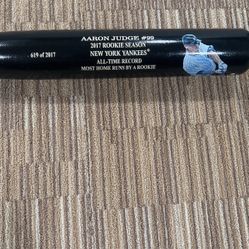 AARON JUDGE #99
2017 ROOKIE SEASON
619 of 2017
NEW YORK YANKEES®
ALL-TIME RECORD
MOST HOME RUNS BY A ROOKIE